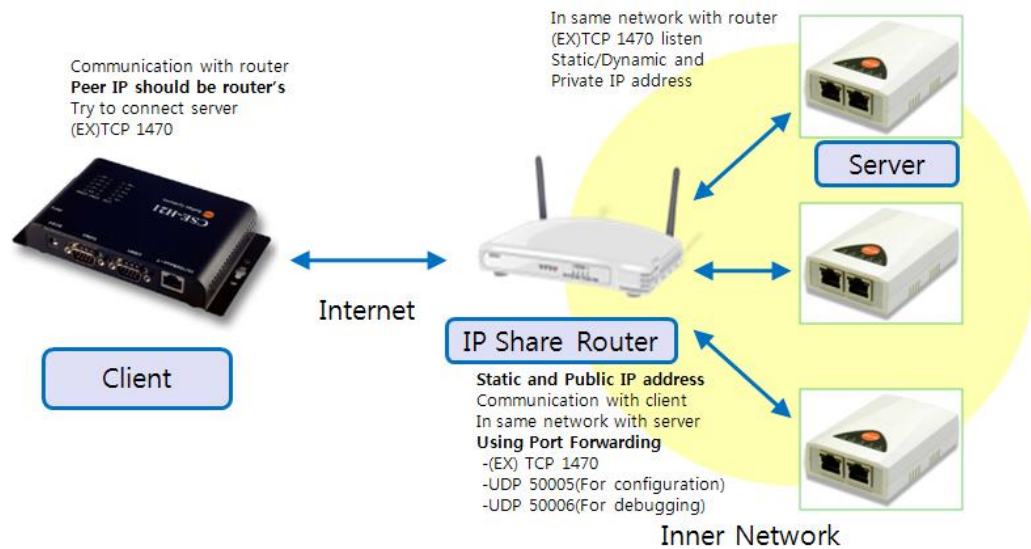 Communication with router
Peer IP should be router's
Try to connect server
(EX)TCP 1470
In same network with router
(EX)TCP 1470 listen
Static/Dynamic and
Private IP address
CSE-H21
Server
Internet
Client
IP Share Router
Static and Public IP address
Communication with client
In same network with server
Using Port Forwarding
-(EX) TCP 1470
-UDP 50005(For configuration)
-UDP 50006(For debugging)
Inner Network